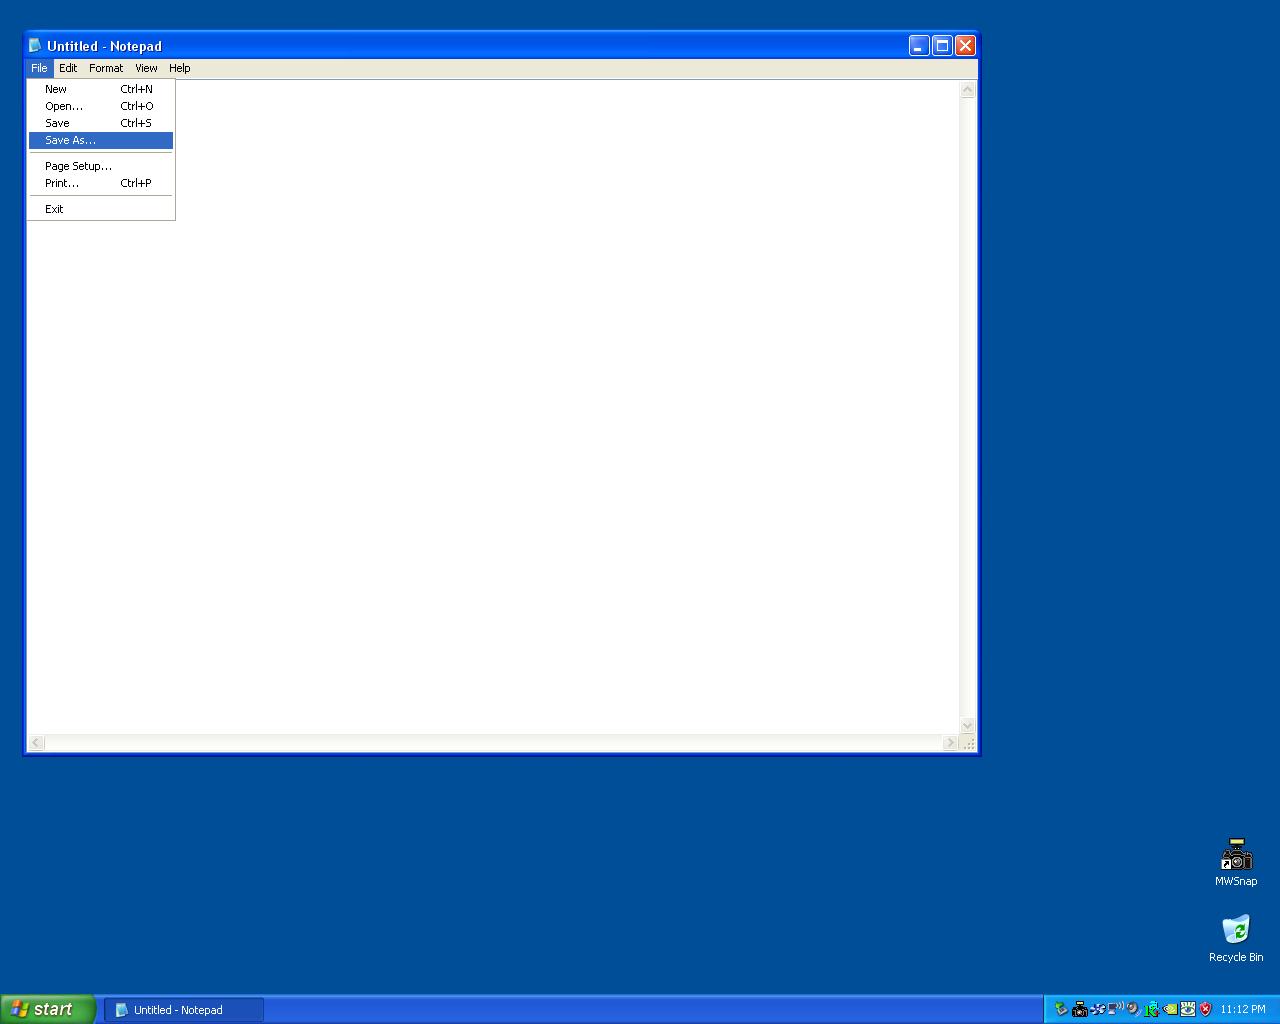 Untitled - Notepad
File Edit Format View Help
New Ctrl+N
Open... Ctrl+O
Save Ctrl+S
Save As...
Page Setup...
Print... Ctrl+P
Exit
MWSnap
Recycle Bin
start Untitled - Notepad 11:12 PM